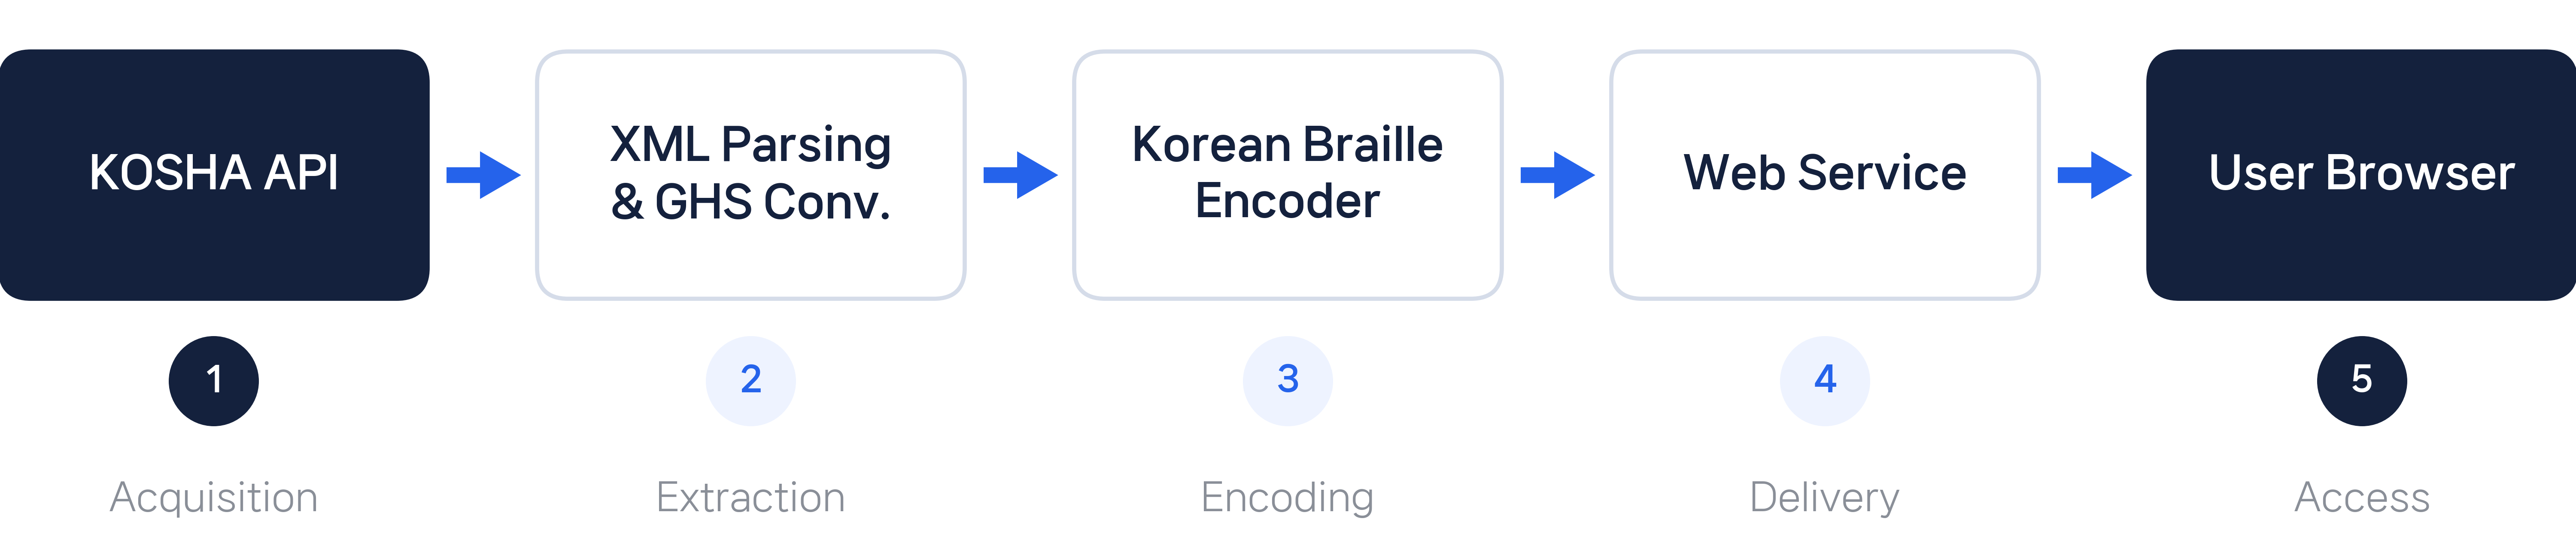 KOSHA API
XML Parsing
& GHS Conv.
Korean Braille
Encoder
Web Service
User Browser
1
2
3
4
5
Acquisition
Extraction
Encoding
Delivery
Access